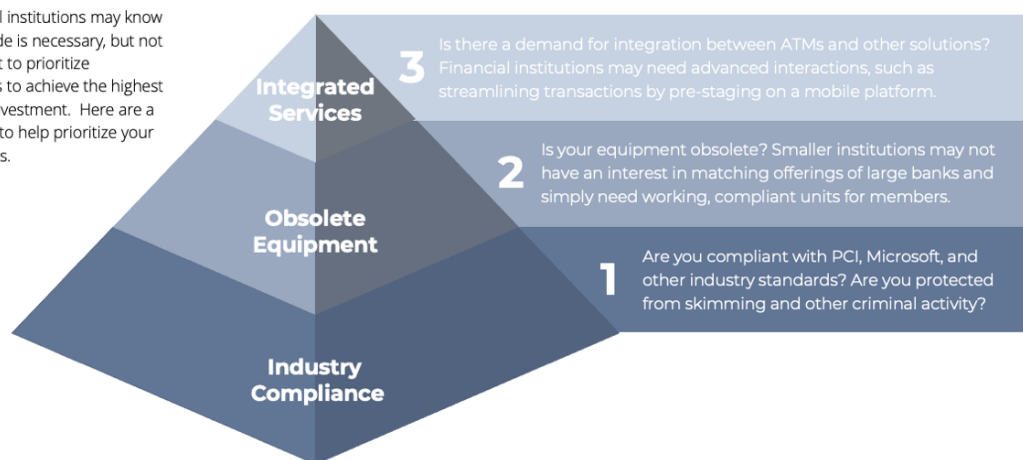 l institutions may know
de is necessary, but not
t to prioritize
s to achieve the highest
nvestment. Here are a
to help prioritize your
s.
Integrated
Services
3
Is there a demand for integration between ATMs and other solutions?
Financial institutions may need advanced interactions, such as
streamlining transactions by pre-staging on a mobile platform.
Obsolete
Equipment
2
Is your equipment obsolete? Smaller institutions may not
have an interest in matching offerings of large banks and
simply need working, compliant units for members.
Industry
Compliance
1
Are you compliant with PCI, Microsoft, and
other industry standards? Are you protected
from skimming and other criminal activity?